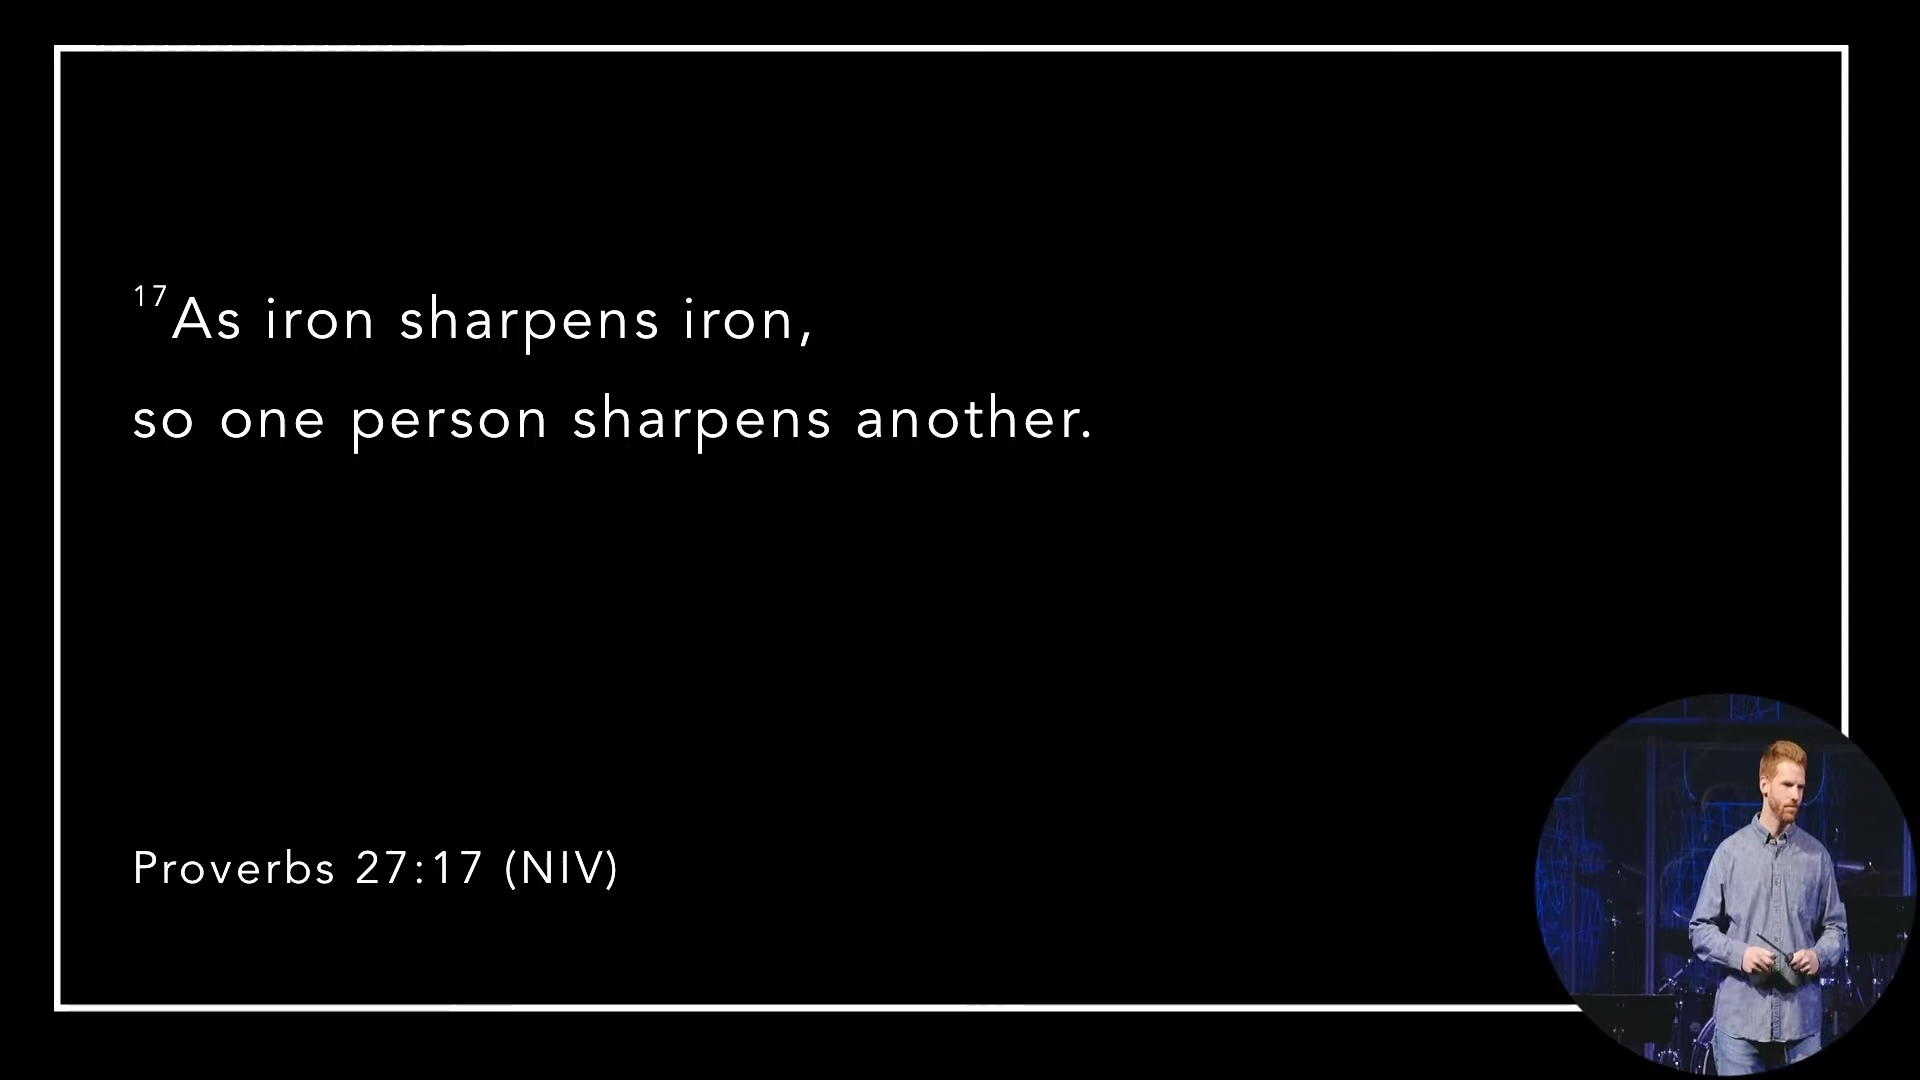 17As iron sharpens iron,
so one person sharpens another.
Proverbs 27:17 (NIV)